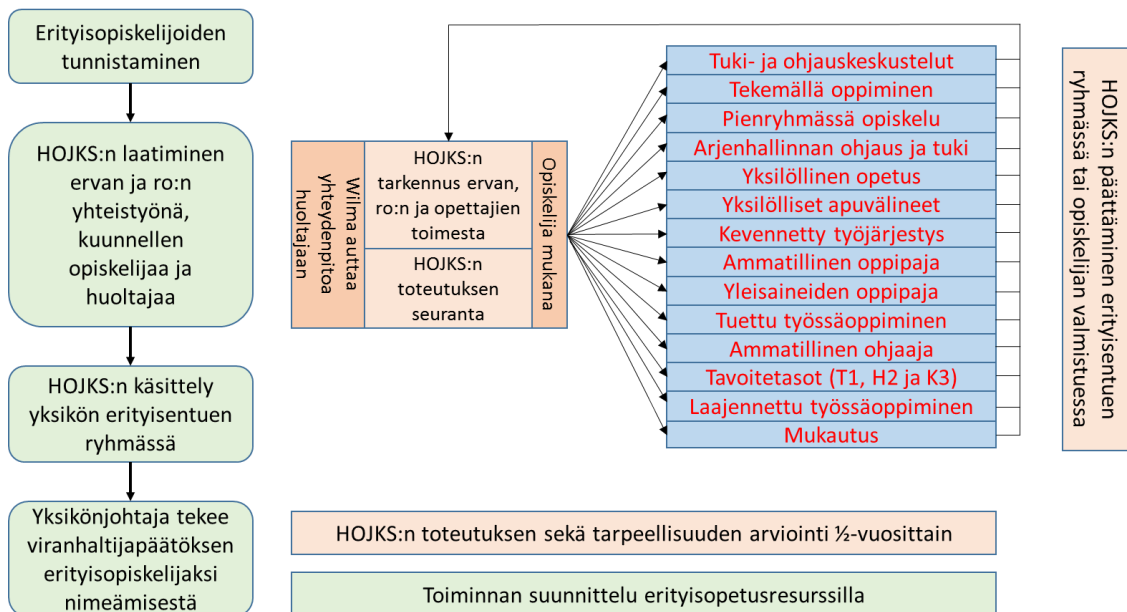 Erityisopiskelijoiden
tunnistaminen
HOJKS:n laatiminen
ervan ja ro:n
yhteistyönä,
kuunnellen
opiskelijaa ja
huoltajaa
HOJKS:n käsittely
yksikön erityisentuen
ryhmässä
Yksikönjohtaja tekee
viranhaltijapäätöksen
erityisopiskelijaksi
nimeämisestä
Wilma auttaa
yhteydenpitoa
huoltajaan
HOJKS:n
tarkennus ervan,
ro:n ja opettajien
toimesta
HOJKS:n
toteutuksen
seuranta
Opiskelija mukana
Tuki- ja ohjauskeskustelut
Tekemällä oppiminen
Pienryhmässä opiskelu
Arjenhallinnan ohjaus ja tuki
Yksilöllinen opetus
Yksilölliset apuvälineet
Kevennetty työjärjestys
Ammatillinen oppipaja
Yleisaineiden oppipaja
Tuettu työssäoppiminen
Ammatillinen ohjaaja
Tavoitetasot (T1, H2 ja K3)
Laajennettu työssäoppiminen
Mukautus
HOJKS:n päättäminen erityisentuen
ryhmässä tai opiskelijan valmistuessa
HOJKS:n toteutuksen sekä tarpeellisuuden arviointi ½-vuosittain
Toiminnan suunnittelu erityisopetusresurssilla